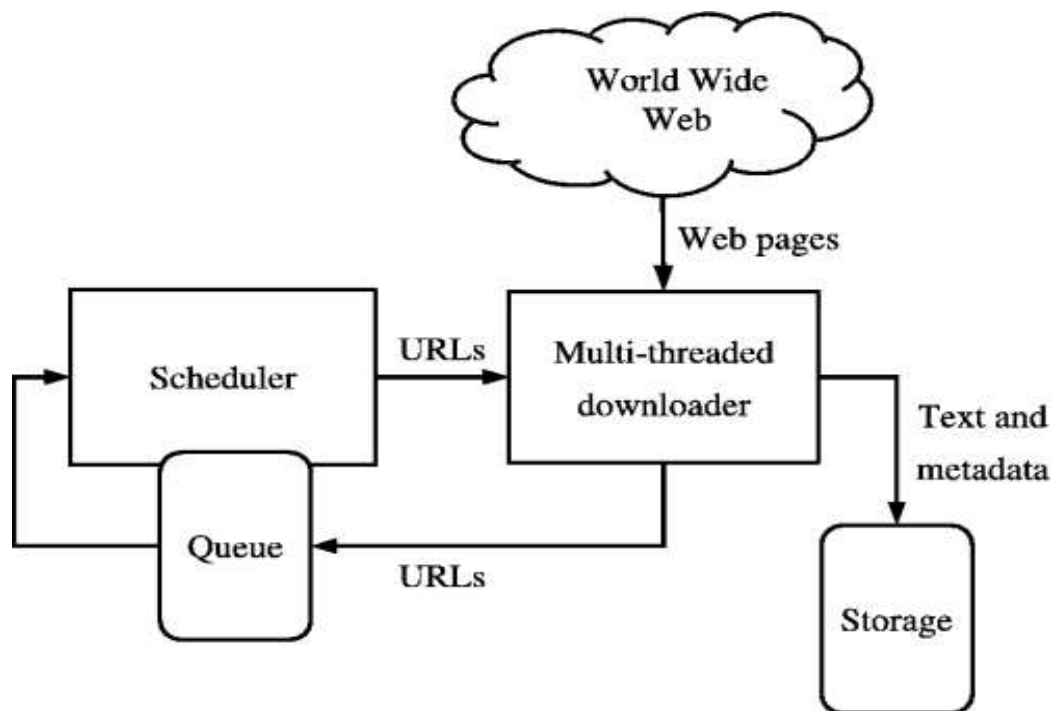 World Wide
Web
Web pages
Scheduler
URLs
Multi-threaded
downloader
Text and
metadata
Queue
URLs
Storage